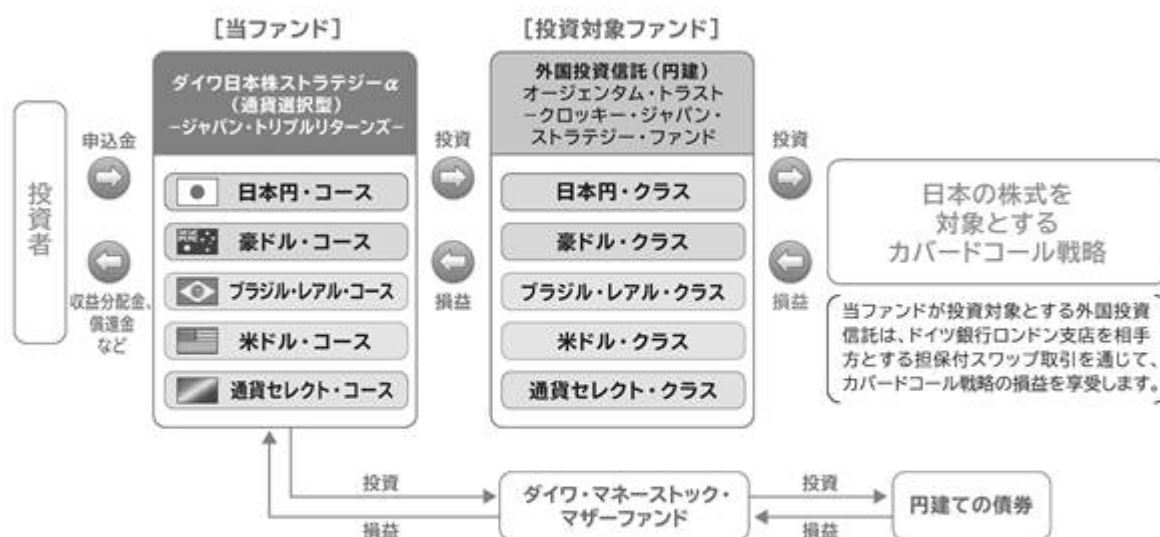 [当ファンド]
[投資対象ファンド]
投資者
申込金
収益分配金、
償還金
など
ダイワ日本株ストラテジーα
(通貨選択型)
-ジャパン・トリプルリターンズ-
日本円・コース
豪ドル・コース
ブラジル・レアル・コース
米ドル・コース
通貨セレクト・コース
投資
損益
外国投資信託(円建)
オージェンタム・トラスト
-クロッキー・ジャパン・
ストラテジー・ファンド
日本円・クラス
豪ドル・クラス
ブラジル・レアル・クラス
米ドル・クラス
通貨セレクト・クラス
投資
損益
日本の株式を
対象とする
カバードコール戦略
当ファンドが投資対象とする外国投資
信託は、ドイツ銀行ロンドン支店を相手
方とする担保付スワップ取引を通じて、
カバードコール戦略の損益を享受します。
投資
損益
ダイワ・マネーストック・
マザーファンド
投資
損益
円建ての債券